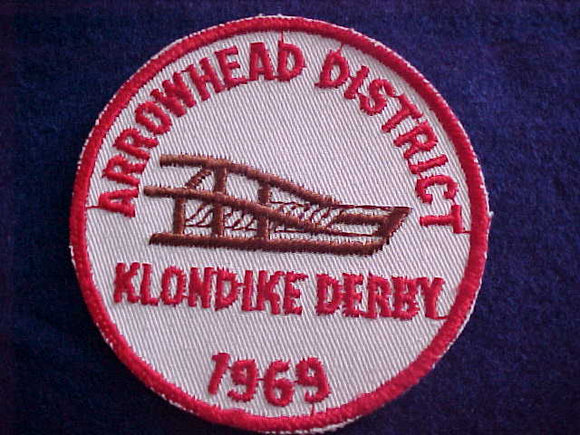 ARROWHEAD DISTRICT
KLONDIKE DERBY
1969